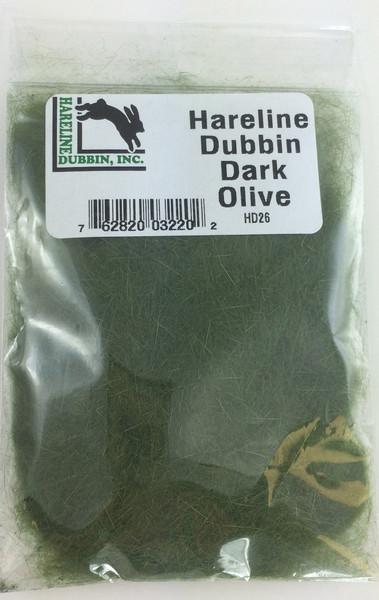 HARELINE
DUBBIN, INC.
Hareline
Dubbin
Dark
Olive
HD26
7 62820 03220 2